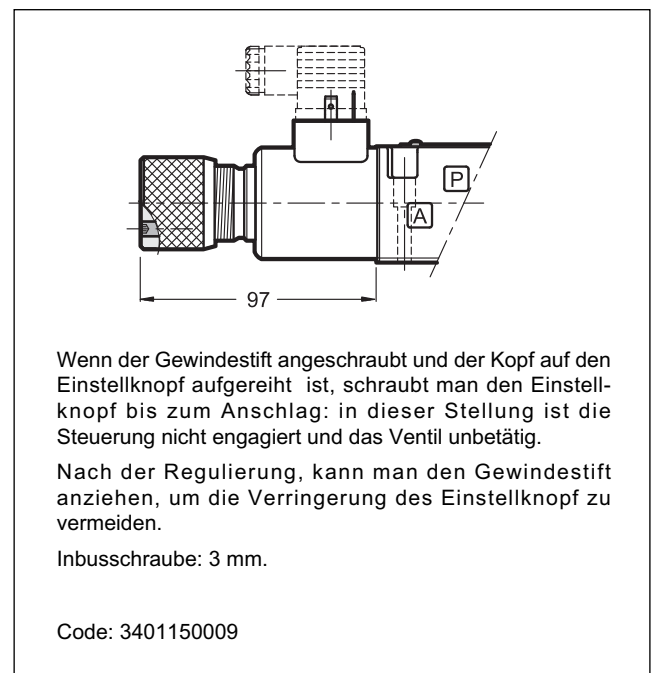 P
A
97
Wenn der Gewindestift angeschraubt und der Kopf auf den
Einstellknopf aufgereiht ist, schraubt man den Einstell-
knopf bis zum Anschlag: in dieser Stellung ist die
Steuerung nicht engagiert und das Ventil unbetätig.
Nach der Regulierung, kann man den Gewindestift
anziehen, um die Verringerung des Einstellknopf zu
vermeiden.
Inbusschraube: 3 mm.
Code: 3401150009